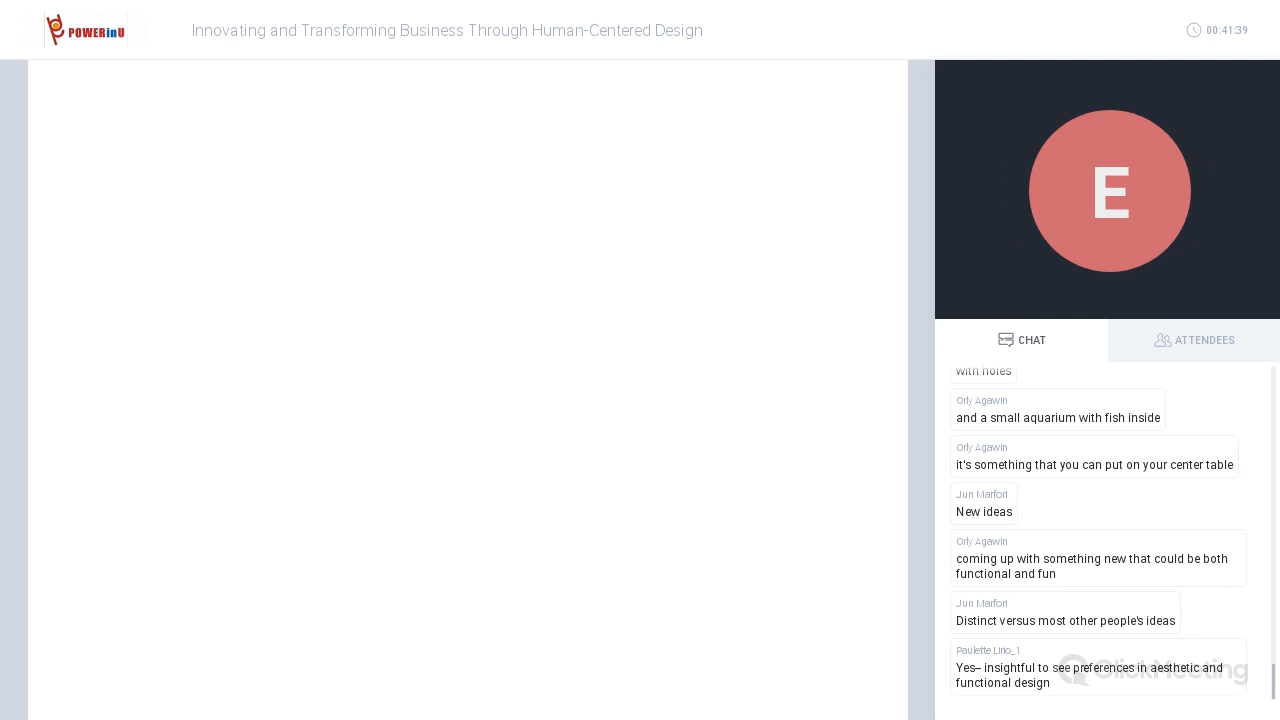 POWERinU
Innovating and Transforming Business Through Human-Centered Design
00:41:39
E
CHAT
ATTENDEES
with holes
Orly Agawin
and a small aquarium with fish inside
Orly Agawin
it's something that you can put on your center table
Jun Marfori
New ideas
Orly Agawin
coming up with something new that could be both
functional and fun
Jun Marfori
Distinct versus most other people's ideas
Paulette Lirio_1
Yes– insightful to see preferences in aesthetic and
functional design
ClickMeeting